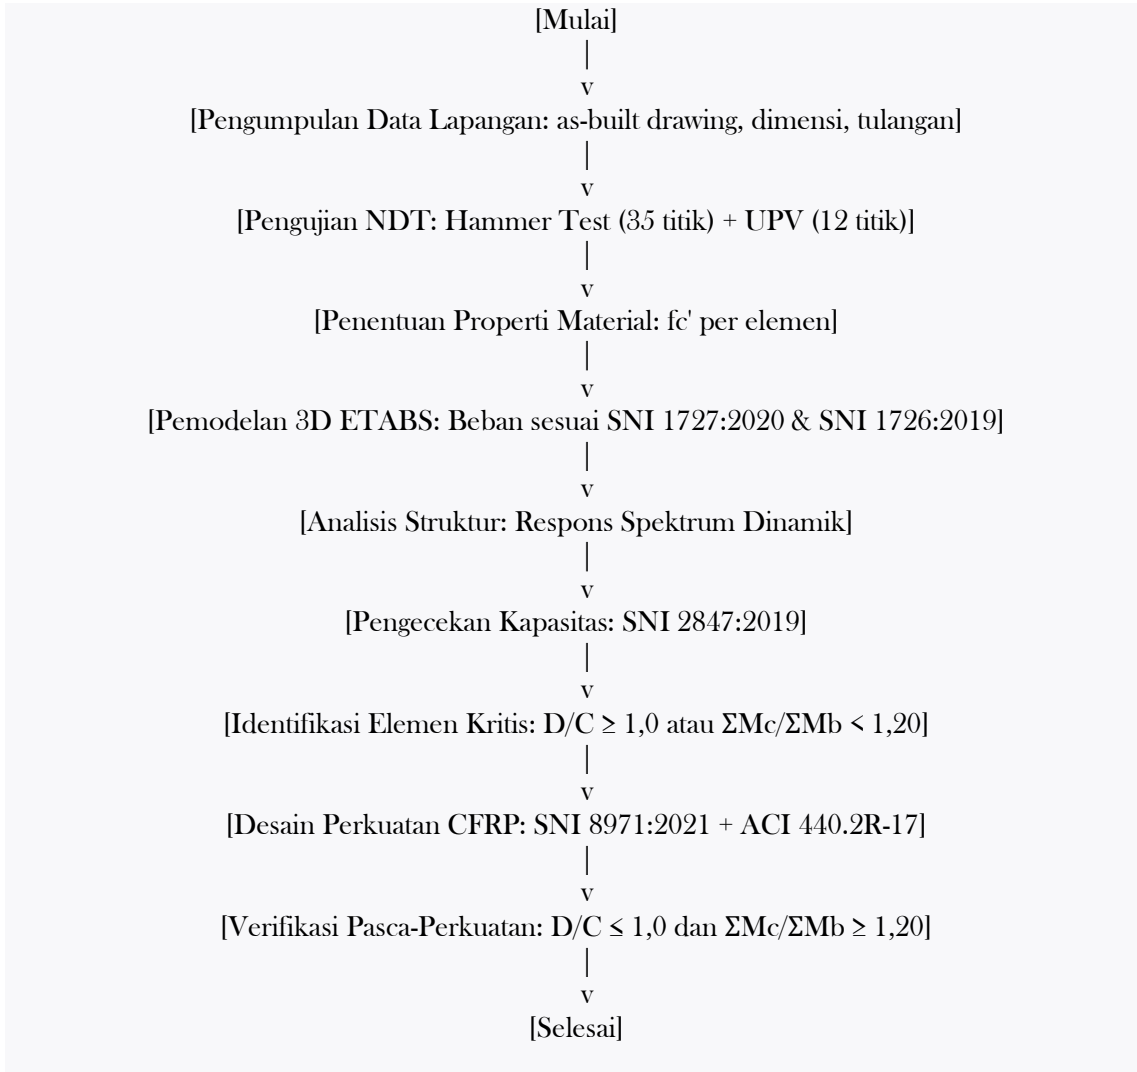 [Mulai]
|
v
[Pengumpulan Data Lapangan: as-built drawing, dimensi, tulangan]
|
v
[Pengujian NDT: Hammer Test (35 titik) + UPV (12 titik)]
|
v
[Penentuan Properti Material: fc' per elemen]
|
v
[Pemodelan 3D ETABS: Beban sesuai SNI 1727:2020 & SNI 1726:2019]
|
v
[Analisis Struktur: Respons Spektrum Dinamik]
|
v
[Pengecekan Kapasitas: SNI 2847:2019]
|
v
[Identifikasi Elemen Kritis: D/C ≥ 1,0 atau ΣMc/ΣMb < 1,20]
|
v
[Desain Perkuatan CFRP: SNI 8971:2021 + ACI 440.2R-17]
|
v
[Verifikasi Pasca-Perkuatan: D/C ≤ 1,0 dan ΣMc/ΣMb ≥ 1,20]
|
v
[Selesai]